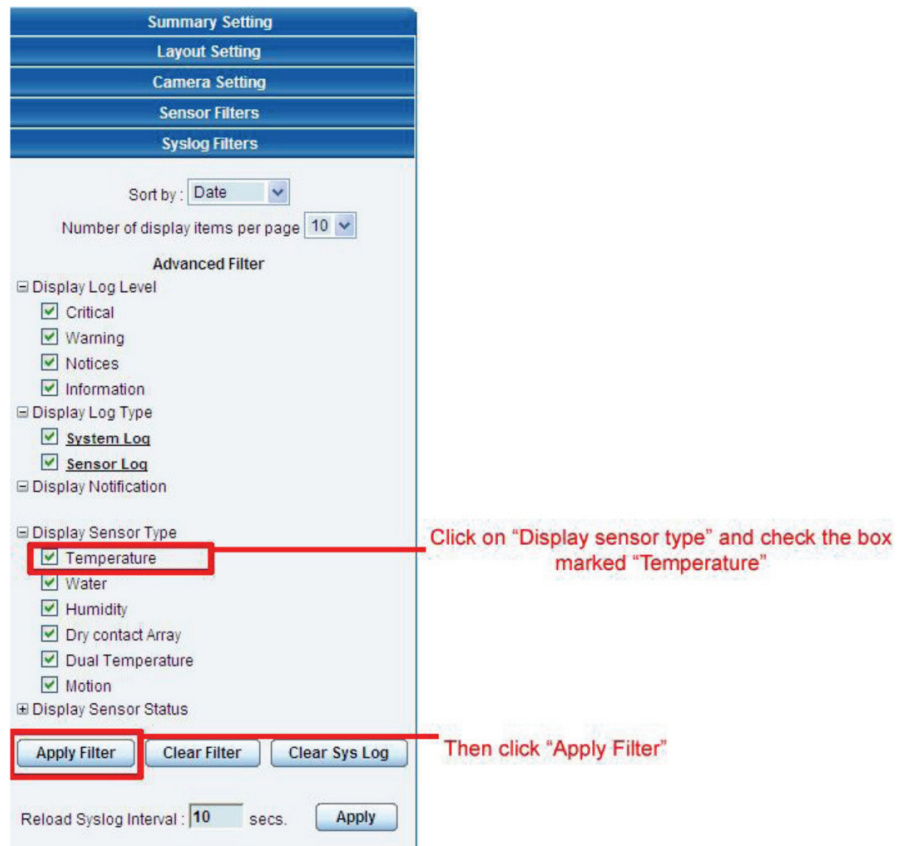 Summary Setting
Layout Setting
Camera Setting
Sensor Filters
Syslog Filters
Sort by : Date
Number of display items per page 10
Advanced Filter
Display Log Level
Critical
Warning
Notices
Information
Display Log Type
System Log
Sensor Log
Display Notification
Display Sensor Type
Temperature
Water
Humidity
Dry contact Array
Dual Temperature
Motion
Display Sensor Status
Click on “Display sensor type” and check the box
marked “Temperature”
Apply Filter Clear Filter Clear Sys Log
Then click “Apply Filter”
Reload Syslog Interval : 10 secs. Apply